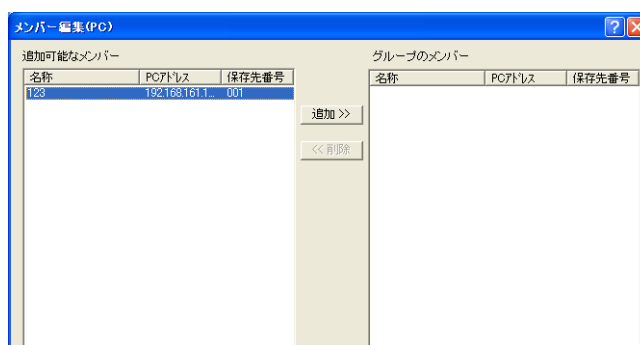 メンバー編集(PC)
追加可能なメンバー グループのメンバー
名称 PCアドレス 保存先番号 名称 PCアドレス 保存先番号
123 192.168.161.1... 001
追加 >>
<< 削除